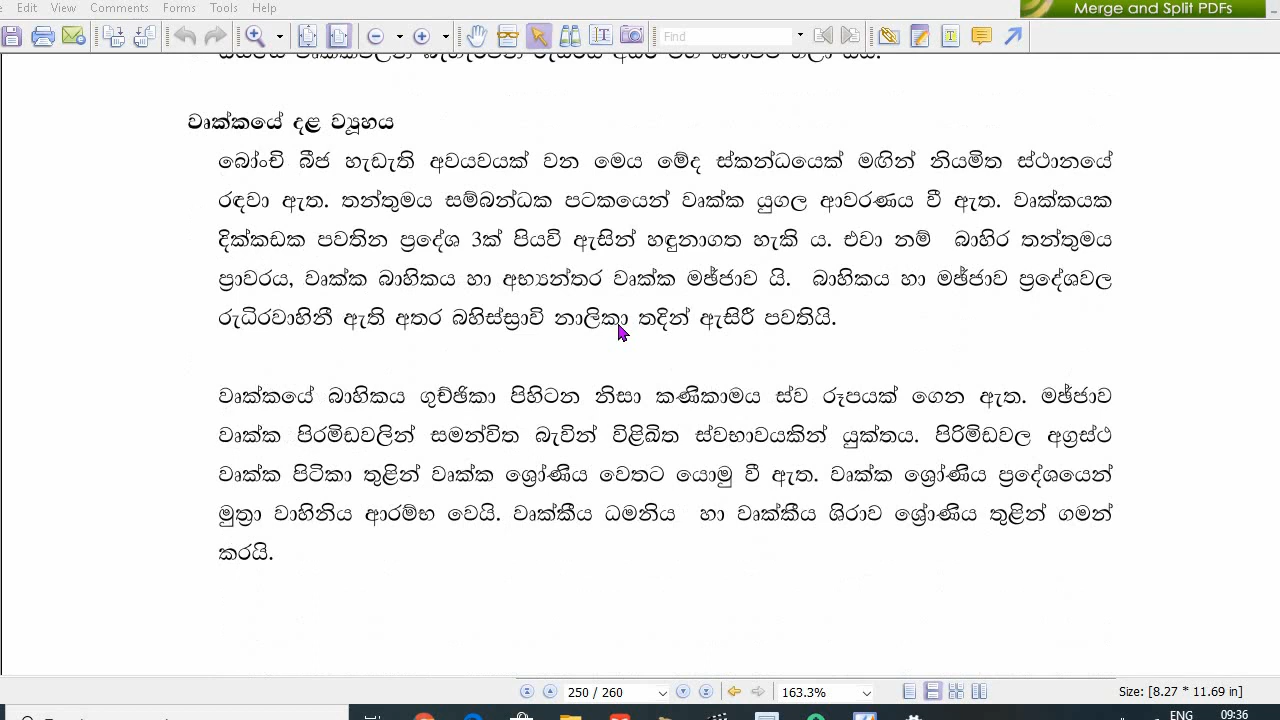 Edit View Comments Forms Tools Help
Merge and Split PDFs
Find
වෘක්කයේ දළ ව්‍යූහය
බෝංචි බීජ හැඩැති අවයවයක් වන මෙය මේද ස්කන්ධයෙක් මඟින් නියමිත ස්ථානයේ
රඳවා ඇත. තන්තුමය සම්බන්ධක පටකයෙන් වෘක්ක යුගල ආවරණය වී ඇත. වෘක්කයක
දික්කඩක පවතින ප්‍රදේශ 3ක් පියවි ඇසින් හඳුනාගත හැකි ය. එවා නම් බාහිර තන්තුමය
ප්‍රාවරය, වෘක්ක බාහිකය හා අභ්‍යන්තර වෘක්ක මඡ්ජාව යි. බාහිකය හා මඡ්ජාව ප්‍රදේශවල
රුධිරවාහිනී ඇති අතර බහිස්ස්‍රාවි නාලිකා තදින් ඇසිරී පවතියි.
වෘක්කයේ බාහිකය ගුච්ඡිකා පිහිටන නිසා කණිකාමය ස්ව රූපයක් ගෙන ඇත. මඡ්ජාව
වෘක්ක පිරමිඩවලින් සමන්විත බැවින් විළිඛිත ස්වභාවයකින් යුක්තය. පිරිමිඩවල අග්‍රස්ථ
වෘක්ක පිටිකා තුළින් වෘක්ක ශ්‍රෝණිය වෙතට යොමු වී ඇත. වෘක්ක ශ්‍රෝණිය ප්‍රදේශයෙන්
මුත්‍රා වාහිනිය ආරම්භ වෙයි. වෘක්කීය ධමනිය හා වෘක්කීය ශිරාව ශ්‍රෝණිය තුළින් ගමන්
කරයි.
250 / 260 163.3% Size: [8.27 * 11.69 in]
ENG 09:36